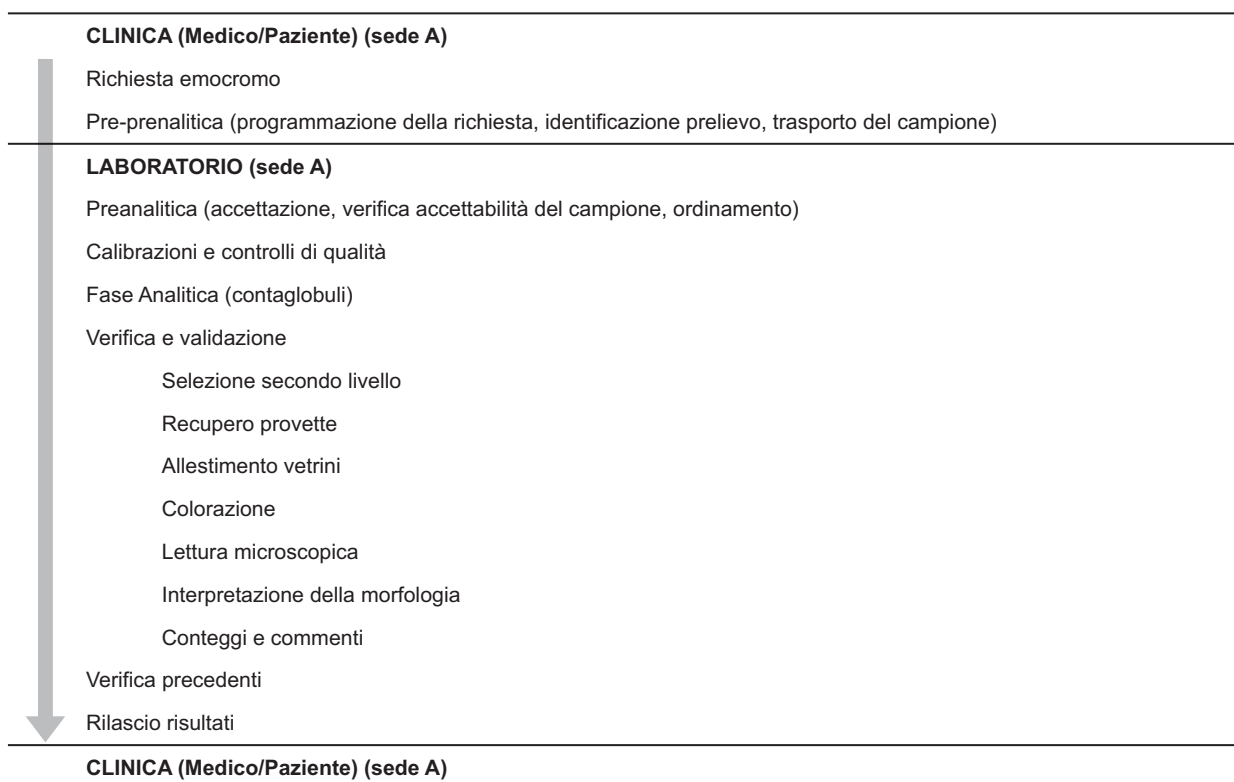 CLINICA (Medico/Paziente) (sede A)
Richiesta emocromo
Pre-prenalitica (programmazione della richiesta, identificazione prelievo, trasporto del campione)
LABORATORIO (sede A)
Preanalitica (accettazione, verifica accettabilità del campione, ordinamento)
Calibrazioni e controlli di qualità
Fase Analitica (contaglobuli)
Verifica e validazione
Selezione secondo livello
Recupero provette
Allestimento vetrini
Colorazione
Lettura microscopica
Interpretazione della morfologia
Conteggi e commenti
Verifica precedenti
Rilascio risultati
CLINICA (Medico/Paziente) (sede A)